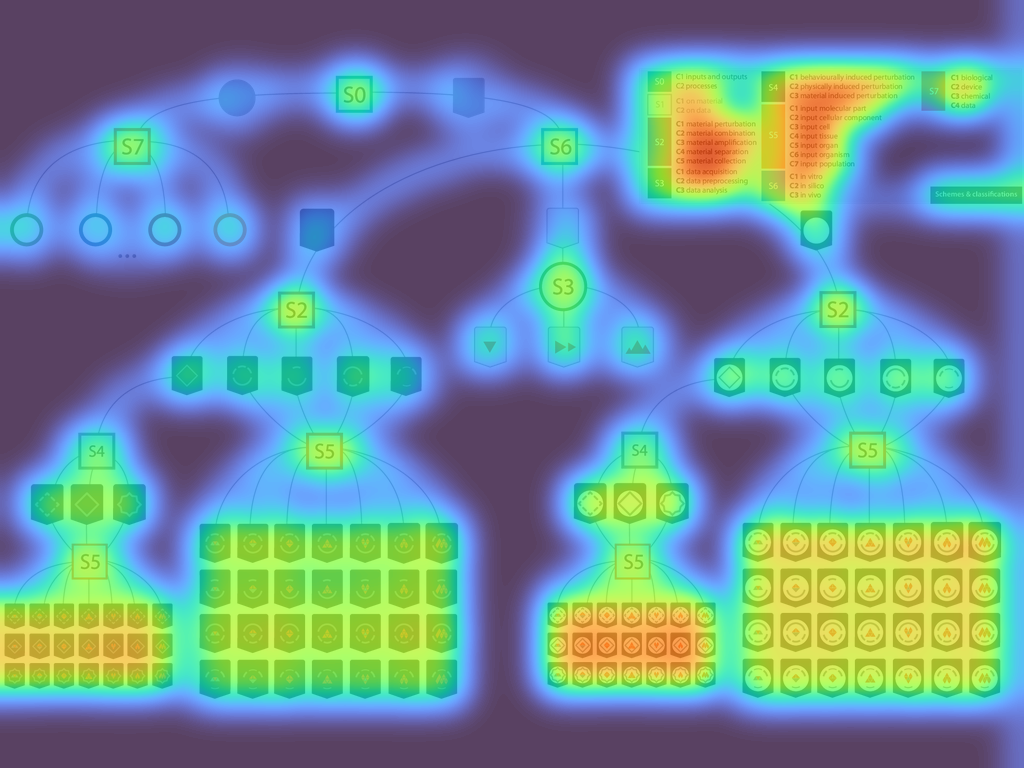 S0
S7
S6
S0
C1 inputs and outputs
C2 processes
S1
S2
C1 material perturbation
C2 material combination
C3 material amplification
C4 material separation
C5 material collection
S3
C1 data acquisition
C2 data preprocessing
C3 data analysis
S4
C1 behaviourally induced perturbation
C2 physically induced perturbation
C3 material induced perturbation
S5
C1 input molecular part
C2 input cellular component
C3 input cell
C4 input tissue
C5 input organ
C6 input organism
C7 input population
S6
C1 in vitro
C2 in silico
C3 in vivo
S7
C1 biological
C2 device
C3 chemical
C4 data
Schemes & classifications
...
S2
S3
S2
S4
S5
S4
S5
S5
S5